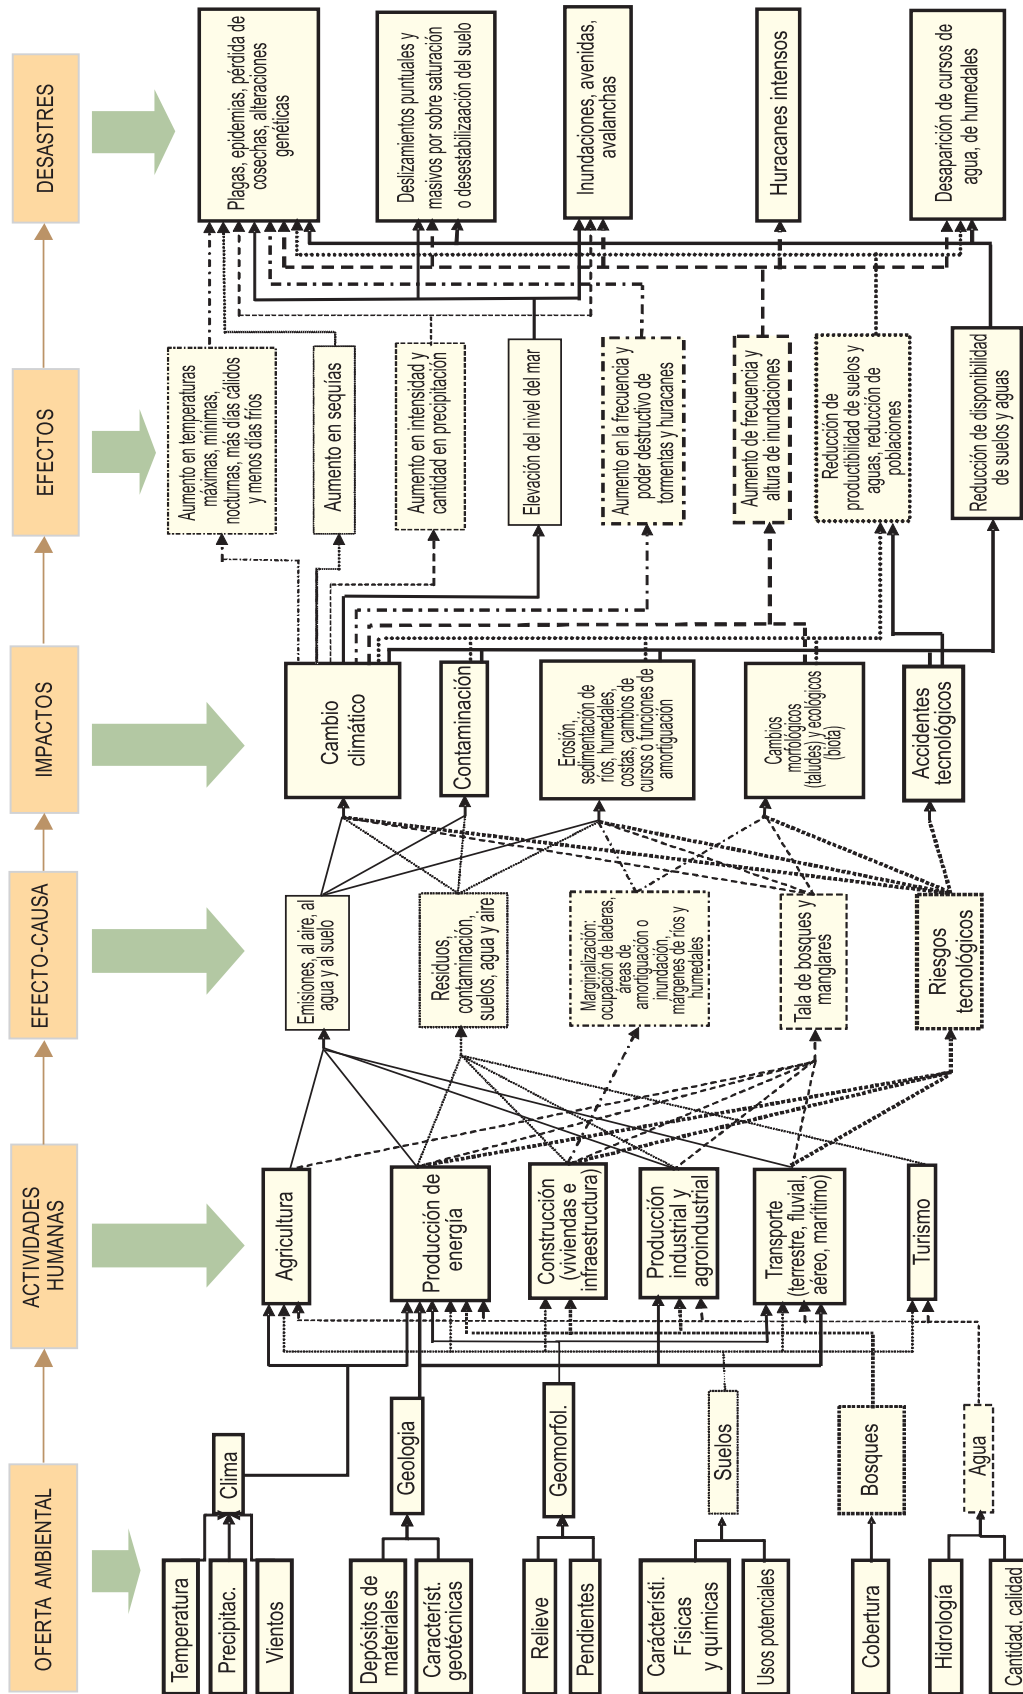 OFERTA AMBIENTAL
ACTIVIDADES
HUMANAS
EFECTO-CAUSA
IMPACTOS
EFECTOS
DESASTRES
Temperatura
Precipitac.
Vientos
Depósitos de
materiales
Característ.
geotécnicas
Relieve
Pendientes
Carácterísti.
Físicas
y químicas
Usos potenciales
Cobertura
Hidrología
Cantidad, calidad
Clima
Geologia
Geomorfol.
Suelos
Bosques
Agua
Agricultura
Producción de
energía
Construcción
(viviendas e
infraestructura)
Producción
industrial y
agroindustrial
Transporte
(terrestre, fluvial,
aéreo, marítimo)
Turismo
Emisiones, al aire, al
agua y al suelo
Residuos,
contaminación,
suelos, agua y aire
Marginalización:
ocupación de laderas,
áreas de
amortiguación o
inundación,
márgenes de ríos y
humedales
Tala de bosques y
manglares
Riesgos
tecnológicos
Cambio
climático
Contaminación
Erosión,
sedimentación de
ríos, humedales,
costas, cambios de
cursos o funciones de
amortiguación
Cambios
morfológicos
(taludes) y ecológicos
(biota)
Accidentes
tecnológicos
Aumento en temperaturas
máximas, mínimas,
nocturnas, más días cálidos
y menos días fríos
Aumento en sequías
Aumento en intensidad y
cantidad en precipitación
Elevación del nivel del mar
Aumento en la frecuencia y
poder destructivo de
tormentas y huracanes
Aumento de frecuencia y
altura de inundaciones
Reducción de
productibilidad de suelos y
aguas, reducción de
poblaciones
Reducción de disponibilidad
de suelos y aguas
Plagas, epidemias, pérdida de
cosechas, alteraciones
genéticas
Deslizamientos puntuales y
masivos por sobre saturación
o desestabilizaación del suelo
Inundaciones, avenidas,
avalanchas
Huracanes intensos
Desaparición de cursos de
agua, de humedales